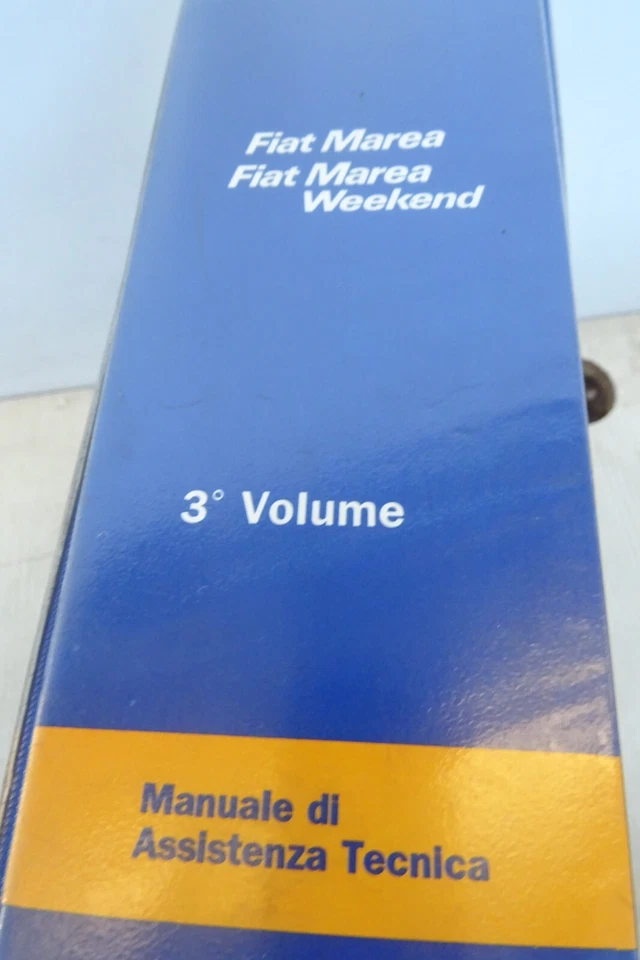 Fiat Marea
Fiat Marea
Weekend
3° Volume
Manuale di
Assistenza Tecnica